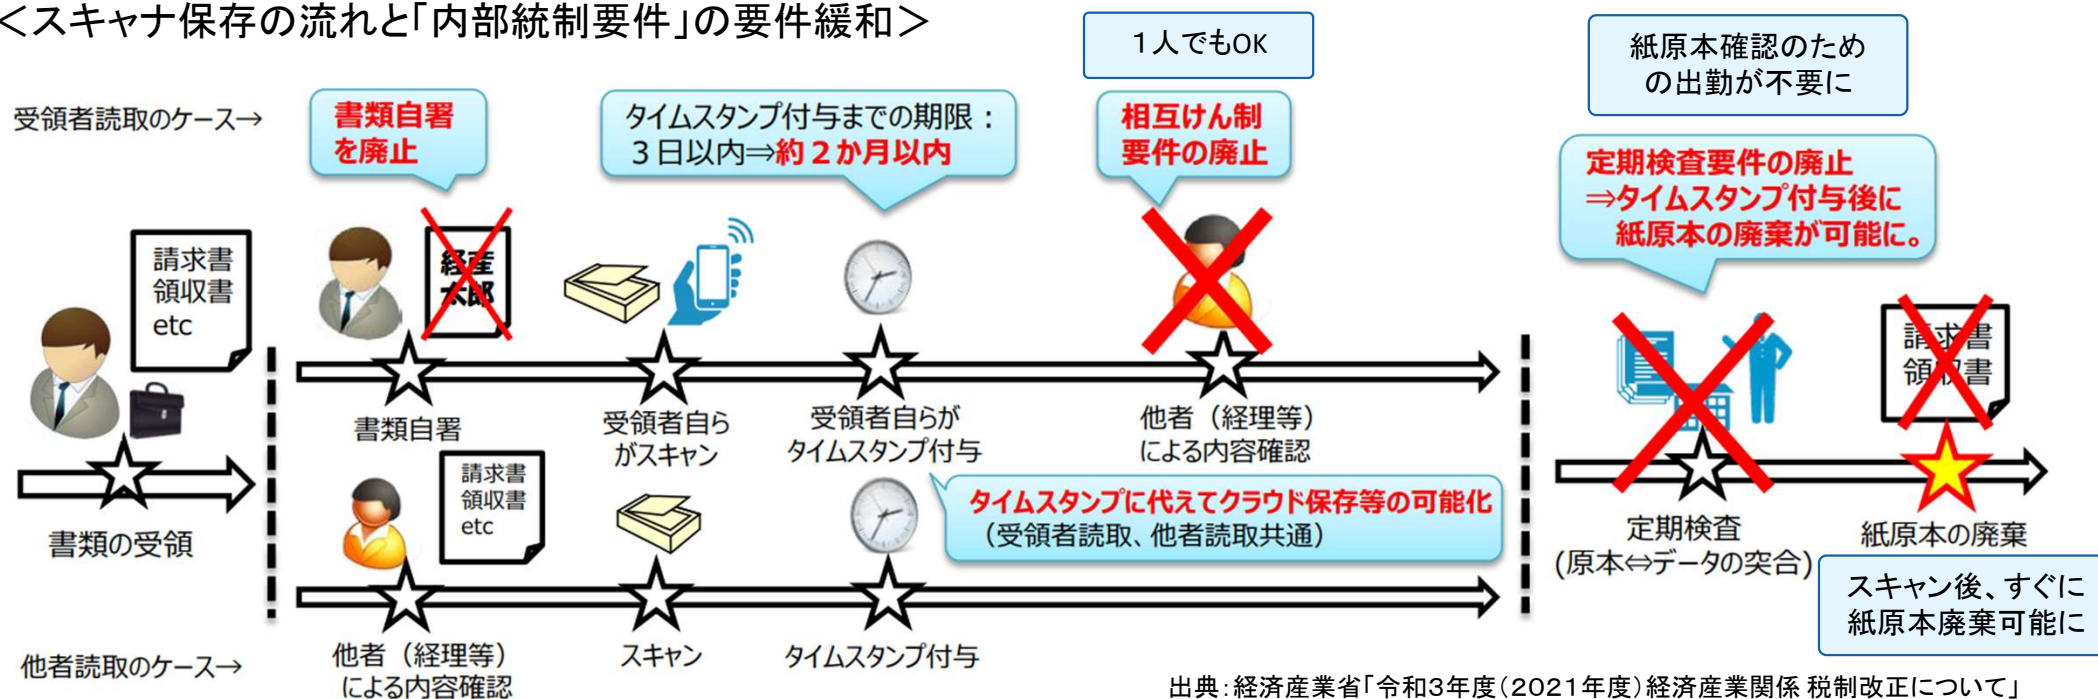 ＜スキャナ保存の流れと「内部統制要件」の要件緩和＞
１人でもOK
紙原本確認のため
の出勤が不要に
受領者読取のケース→
書類自署
を廃止
タイムスタンプ付与までの期限：
３日以内⇒約２か月以内
相互けん制
要件の廃止
定期検査要件の廃止
⇒タイムスタンプ付与後に
紙原本の廃棄が可能に。
請求書
領収書
etc
経産
太郎
請求書
領収書
書類の受領
書類自署
受領者自ら
がスキャン
受領者自らが
タイムスタンプ付与
他者（経理等）
による内容確認
請求書
領収書
etc
タイムスタンプに代えてクラウド保存等の可能化
（受領者読取、他者読取共通）
定期検査
(原本⇔データの突合)
紙原本の廃棄
スキャン後、すぐに
紙原本廃棄可能に
他者読取のケース→
他者（経理等）
による内容確認
スキャン
タイムスタンプ付与
出典：経済産業省「令和3年度（2021年度）経済産業関係 税制改正について」